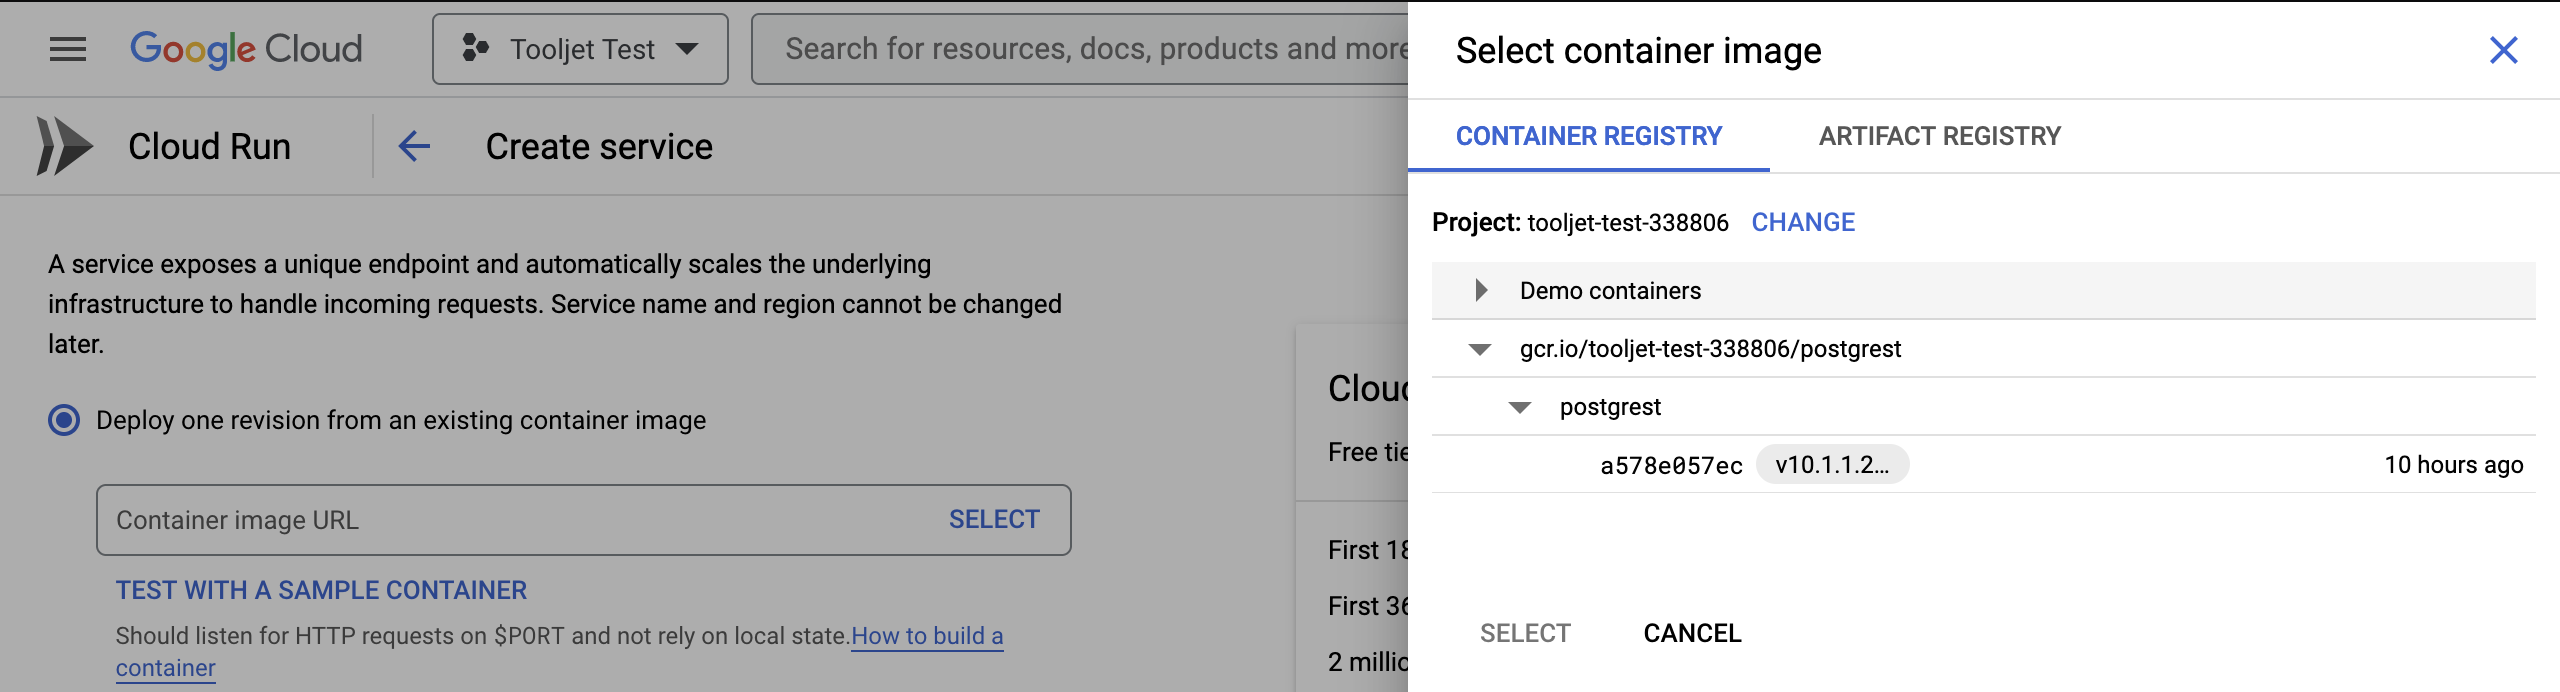 Google Cloud
Tooljet Test
Search for resources, docs, products and more
Cloud Run
Create service
A service exposes a unique endpoint and automatically scales the underlying
infrastructure to handle incoming requests. Service name and region cannot be changed
later.
Deploy one revision from an existing container image
Container image URL
SELECT
TEST WITH A SAMPLE CONTAINER
Should listen for HTTP requests on $PORT and not rely on local state.How to build a
container
Free
First
First
2
Select container image
CONTAINER REGISTRY
ARTIFACT REGISTRY
Project: tooljet-test-338806 CHANGE
Demo containers
gcr.io/tooljet-test-338806/postgrest
postgrest
a578e057ec v10.1.1.2... 10 hours ago
SELECT
CANCEL